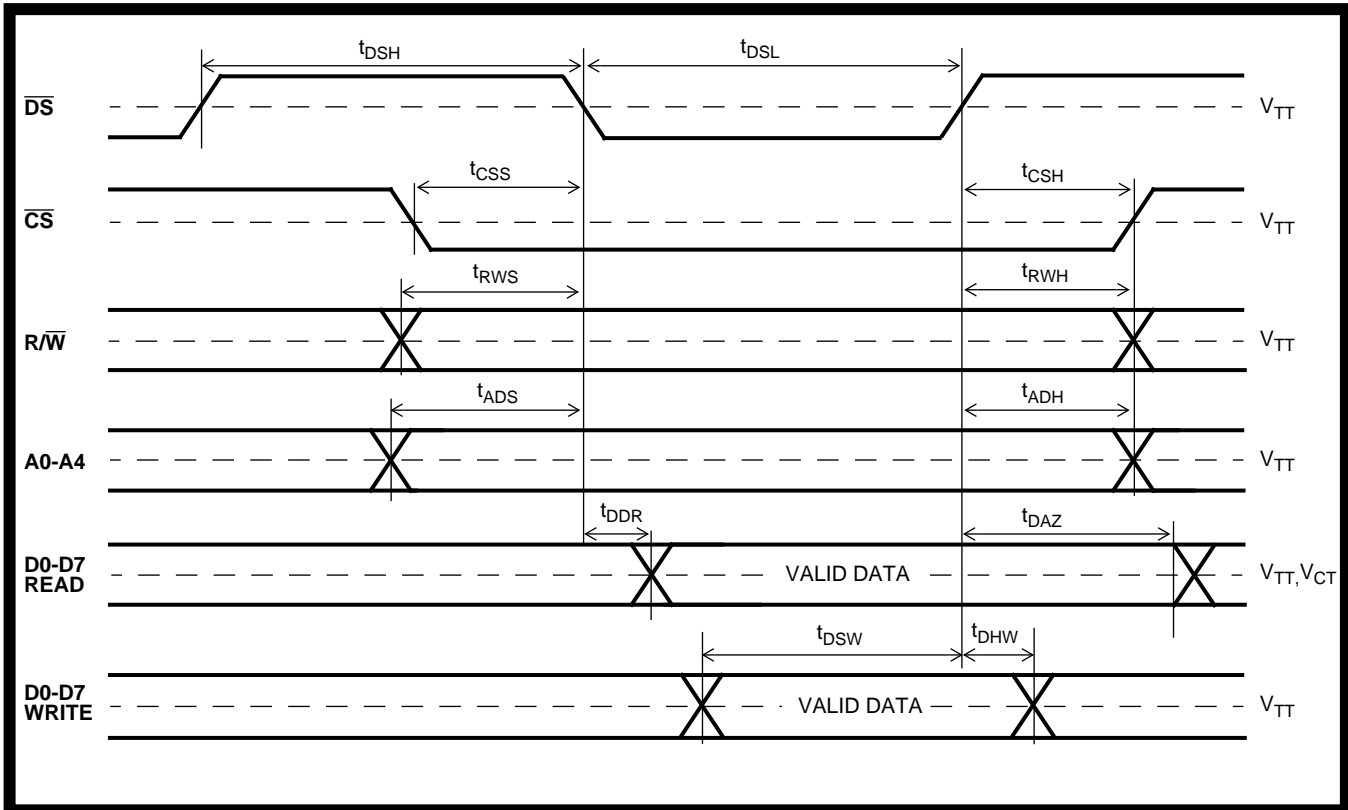 tDSH tDSL
DS VTT
tCSS tCSH
CS VTT
tRWS tRWH
R/W VTT
tADS tADH
A0-A4 VTT
tDDR tDAZ
D0-D7
READ VALID DATA VTT,VCT
tDSW tDHW
D0-D7
WRITE VALID DATA VTT